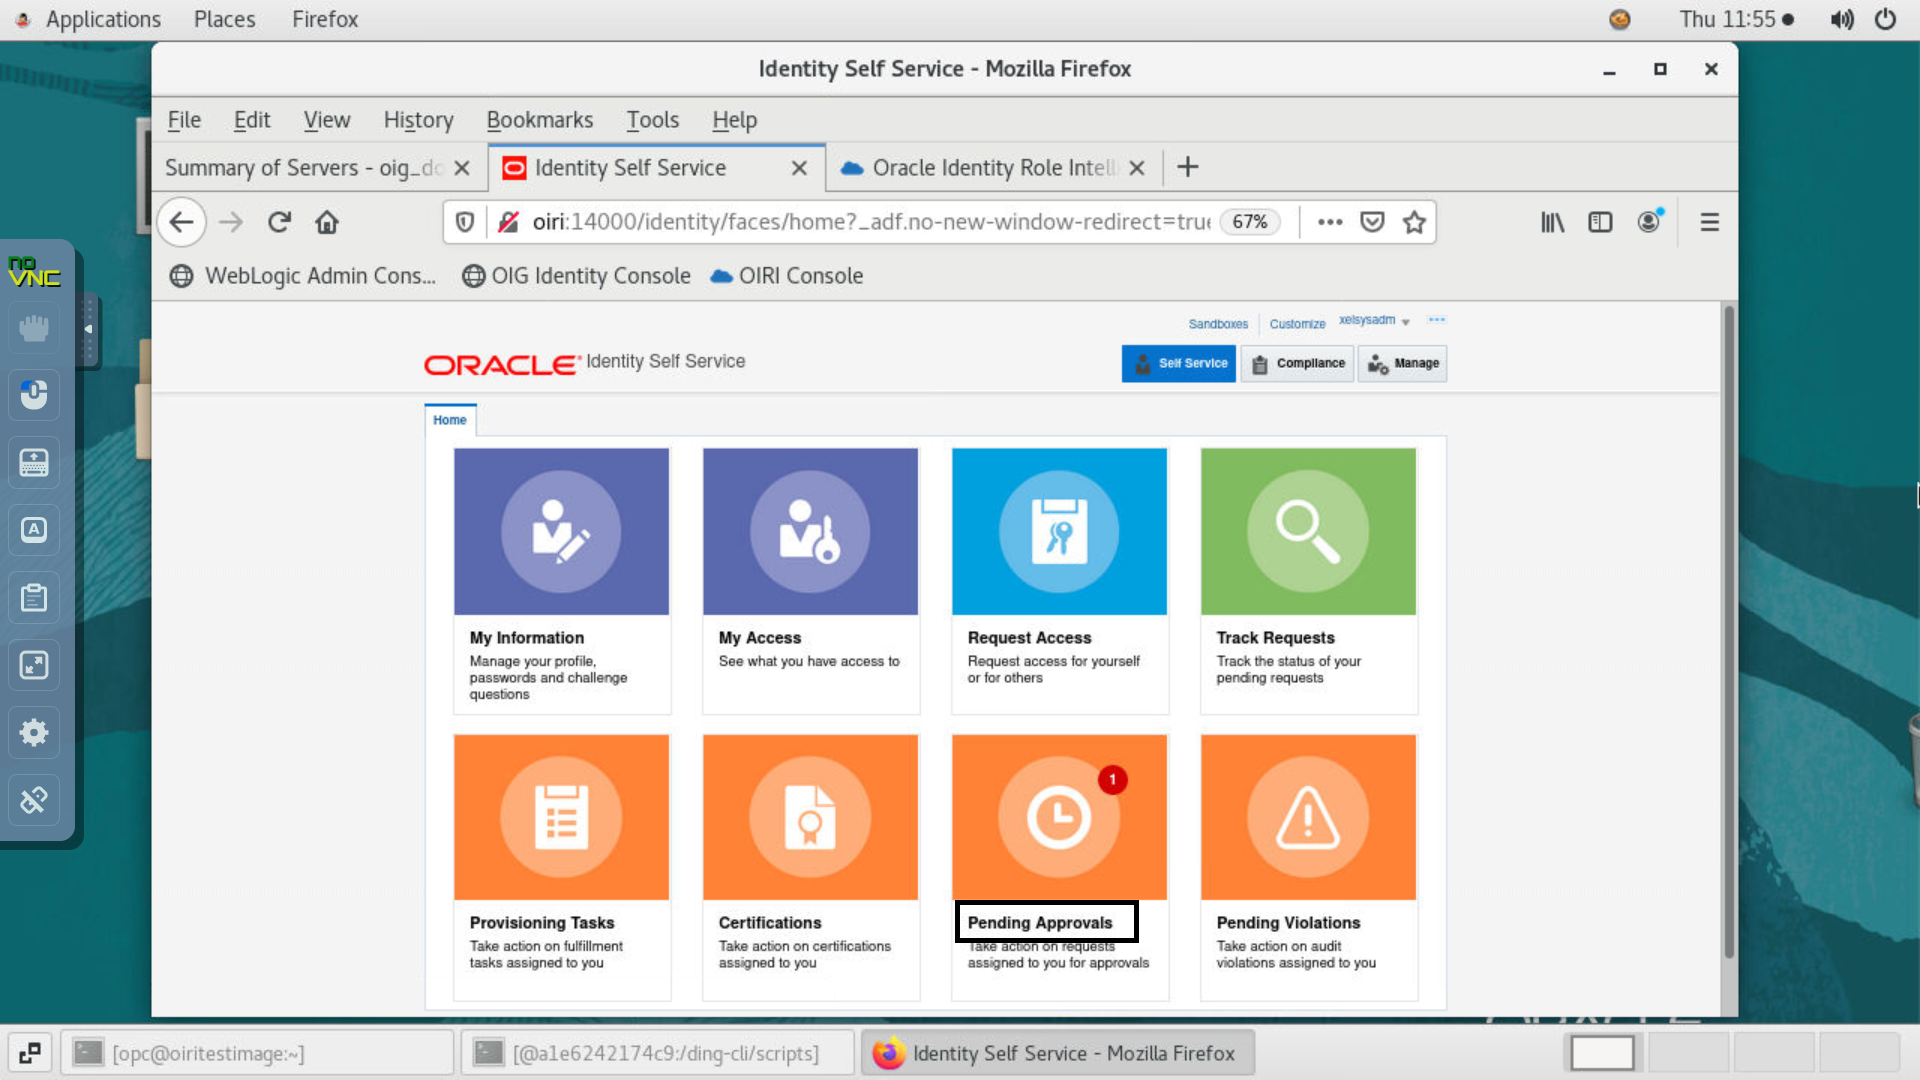 Applications Places Firefox Thu 11:55
Identity Self Service - Mozilla Firefox
File Edit View History Bookmarks Tools Help
Summary of Servers - oig_do Identity Self Service Oracle Identity Role Intell
oiri:14000/identity/faces/home?_adf.no-new-window-redirect=true 67%
WebLogic Admin Cons... OIG Identity Console OIRI Console
no
VNC
Sandboxes Customize xelsysadm
ORACLE Identity Self Service
Self Service Compliance Manage
Home
My Information
Manage your profile,
passwords and challenge
questions
My Access
See what you have access to
Request Access
Request access for yourself
or for others
Track Requests
Track the status of your
pending requests
1
Provisioning Tasks
Take action on fulfillment
tasks assigned to you
Certifications
Take action on certifications
assigned to you
Pending Approvals
Take action on requests
assigned to you for approvals
Pending Violations
Take action on audit
violations assigned to you
A
[opc@oiritestimage:~] [@a1e6242174c9:/ding-cli/scripts] Identity Self Service - Mozilla Firefox